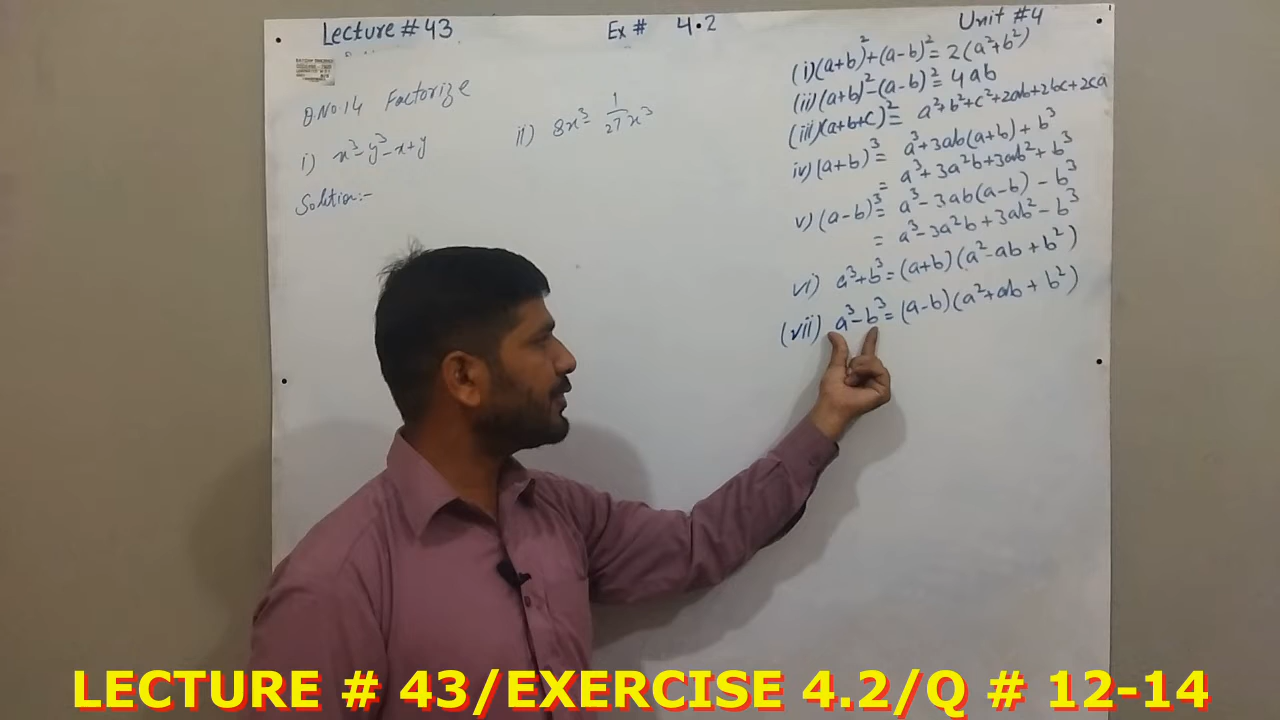 Lecture #43
Ex # 4.2
Unit #4
Q.No.14 Factorize
i) x³-y³-x+y
ii) 8x³- 1/27x³
Solution:-
(i)(a+b)²+(a-b)²=2(a²+b²)
(ii)(a+b)²-(a-b)²=4ab
(iii)(a+b+c)²= a²+b²+c²+2ab+2bc+2ca
iv)(a+b)³= a³+3ab(a+b)+b³
= a³+3a²b+3ab²+b³
v)(a-b)³= a³-3ab(a-b)-b³
= a³-3a²b+3ab²-b³
vi) a³+b³=(a+b)(a²-ab+b²)
(vii) a³-b³=(a-b)(a²+ab+b²)
LECTURE # 43/EXERCISE 4.2/Q # 12-14